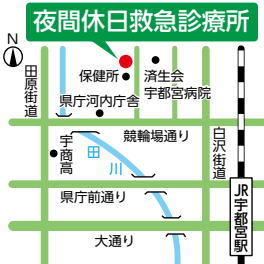 夜間休日救急診療所
N
田原街道
保健所
済生会
宇都宮病院
県庁河内庁舎
競輪場通り
宇商高
田川
白沢街道
県庁前通り
JR宇都宮駅
大通り